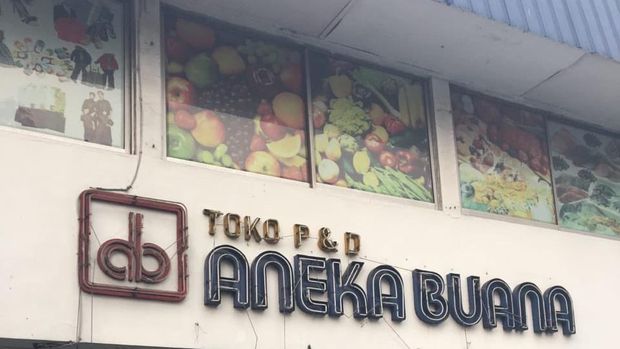 ab
TOKO P & D
ANEKA BUANA